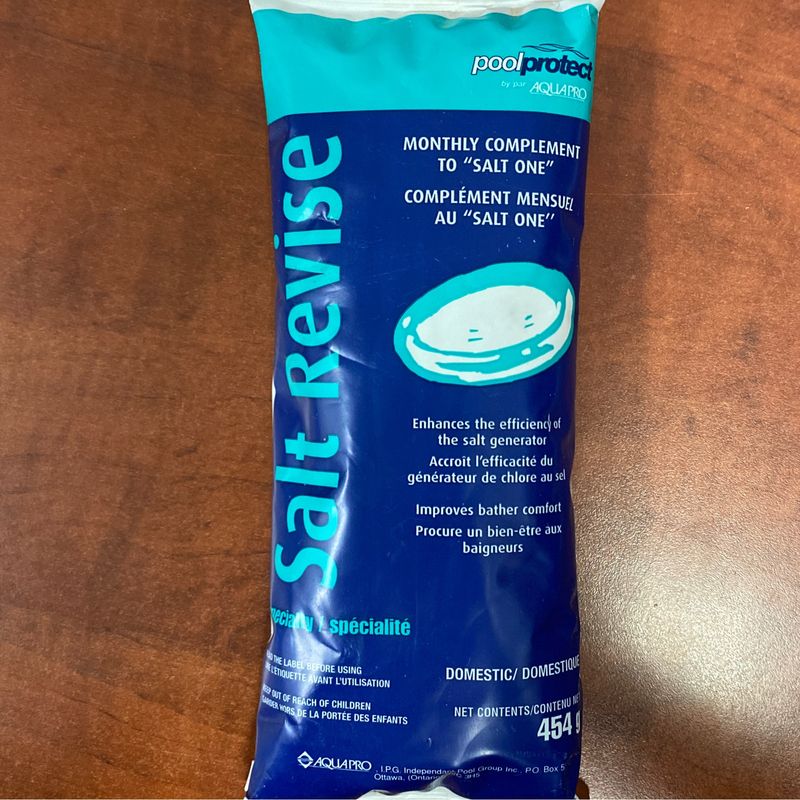 poolprotect
by par AQUAPRO
MONTHLY COMPLEMENT
TO “SALT ONE”
COMPLÉMENT MENSUEL
AU “SALT ONE”
Salt Revise
Enhances the efficiency of
the salt generator
Accroît l’efficacité du
générateur de chlore au sel
Improves bather comfort
Procure un bien-être aux
baigneurs
/ spécialité
THE LABEL BEFORE USING
L’ÉTIQUETTE AVANT L’UTILISATION
OUT OF REACH OF CHILDREN
HORS DE LA PORTÉE DES ENFANTS
DOMESTIC/ DOMESTIQUE
NET CONTENTS/CONTENU
454 g
AQUAPRO
I.P.G. Independant Pool Group Inc., P.O. Box 5
Ottawa, 3H5